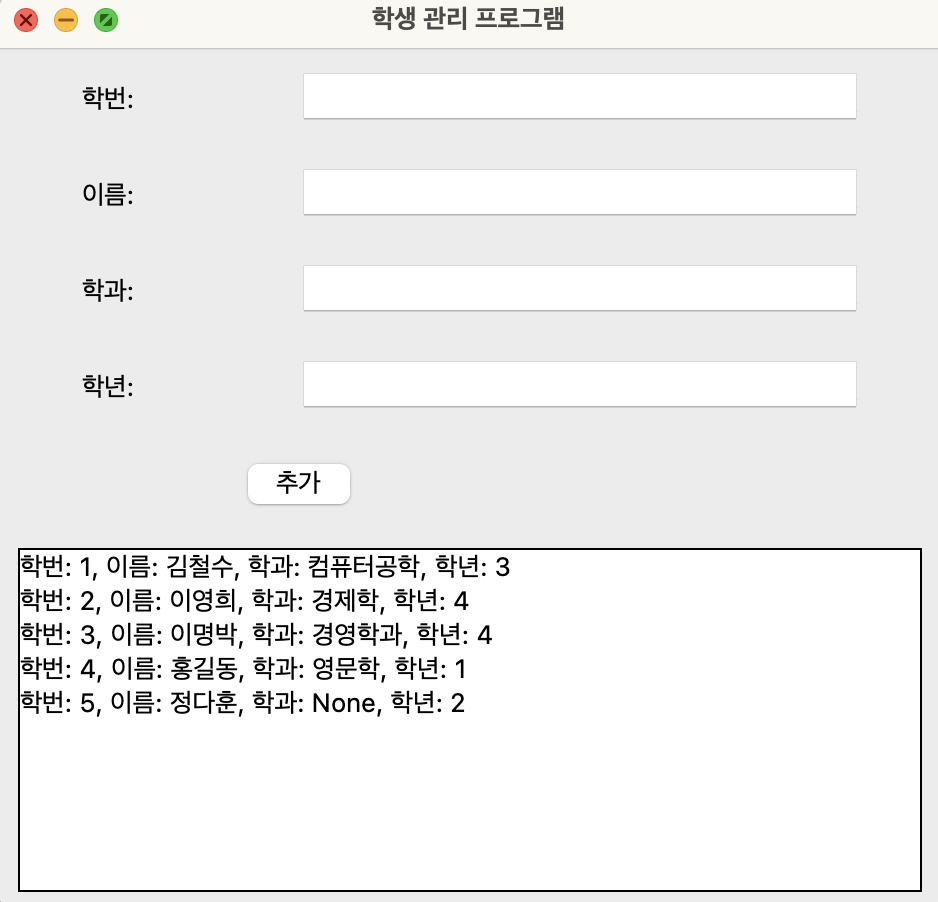 학생 관리 프로그램
학번:
이름:
학과:
학년:
추가
학번: 1, 이름: 김철수, 학과: 컴퓨터공학, 학년: 3
학번: 2, 이름: 이영희, 학과: 경제학, 학년: 4
학번: 3, 이름: 이명박, 학과: 경영학과, 학년: 4
학번: 4, 이름: 홍길동, 학과: 영문학, 학년: 1
학번: 5, 이름: 정다훈, 학과: None, 학년: 2